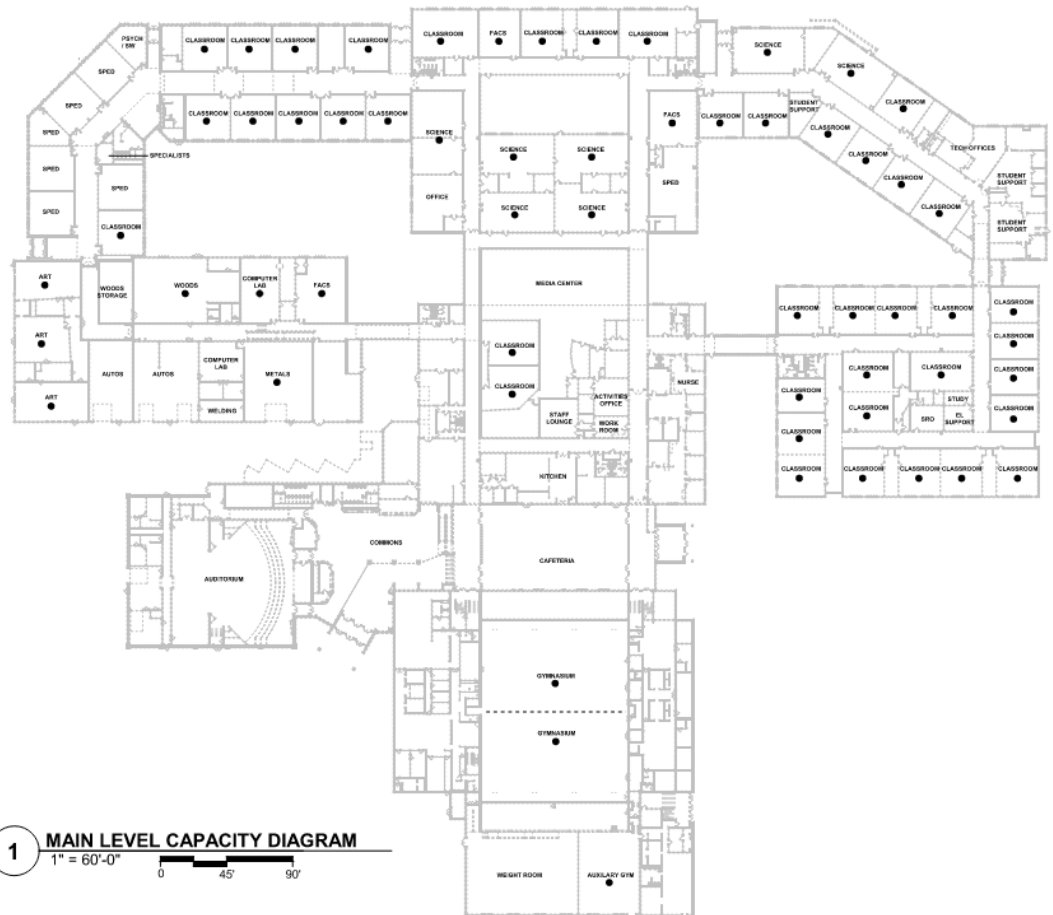 PSYCH
/ SW
CLASSROOM
CLASSROOM
CLASSROOM
CLASSROOM
CLASSROOM
FACS
CLASSROOM
CLASSROOM
CLASSROOM
SCIENCE
SCIENCE
SPED
SPED
SPED
SPED
SPED
SPECIALISTS
SPED
CLASSROOM
CLASSROOM
CLASSROOM
CLASSROOM
CLASSROOM
CLASSROOM
SCIENCE
OFFICE
SCIENCE
SCIENCE
SCIENCE
SCIENCE
FACS
SPED
CLASSROOM
CLASSROOM
STUDENT
SUPPORT
CLASSROOM
CLASSROOM
CLASSROOM
CLASSROOM
CLASSROOM
TECH OFFICES
STUDENT
SUPPORT
STUDENT
SUPPORT
ART
ART
ART
WOODS
STORAGE
WOODS
COMPUTER
LAB
FACS
AUTOS
AUTOS
COMPUTER
LAB
WELDING
METALS
MEDIA CENTER
CLASSROOM
CLASSROOM
STAFF
LOUNGE
ACTIVITIES
OFFICE
WORK
ROOM
NURSE
KITCHEN
CLASSROOM
CLASSROOM
CLASSROOM
CLASSROOM
CLASSROOM
CLASSROOM
CLASSROOM
CLASSROOM
CLASSROOM
CLASSROOM
STUDY
SRO
EL
SUPPORT
CLASSROOM
CLASSROOM
CLASSROOM
CLASSROOM
CLASSROOM
CLASSROOM
CLASSROOM
CLASSROOM
COMMONS
AUDITORIUM
CAFETERIA
GYMNASIUM
GYMNASIUM
WEIGHT ROOM
AUXILARY GYM
1
MAIN LEVEL CAPACITY DIAGRAM
1" = 60'-0"
0 45' 90'